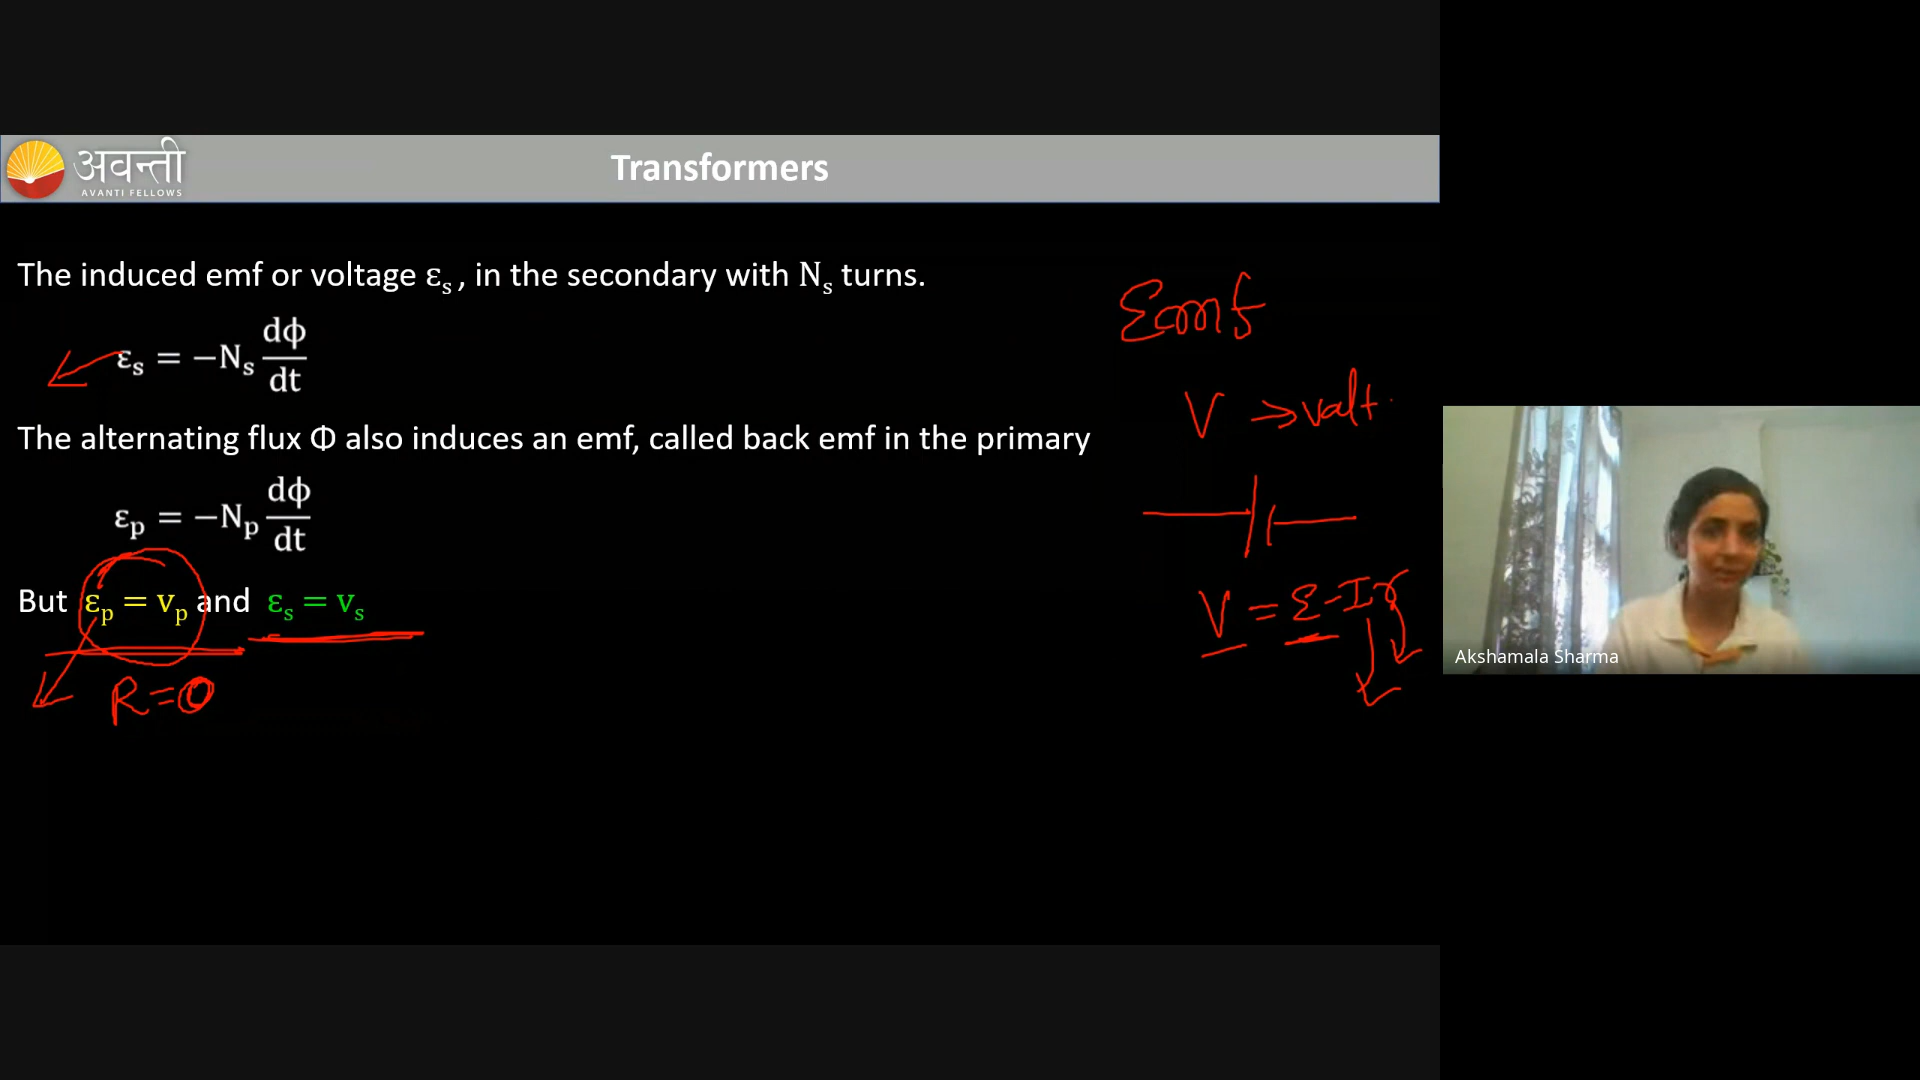 अवन्ती
AVANTI FELLOWS
Transformers
The induced emf or voltage εs, in the secondary with Ns turns.
εs = −Ns dϕ/dt
The alternating flux Φ also induces an emf, called back emf in the primary
εp = −Np dϕ/dt
But εp = vp and εs = vs
R=0
Eemf
V → valt.
V = Ɛ-Ir
Akshamala Sharma